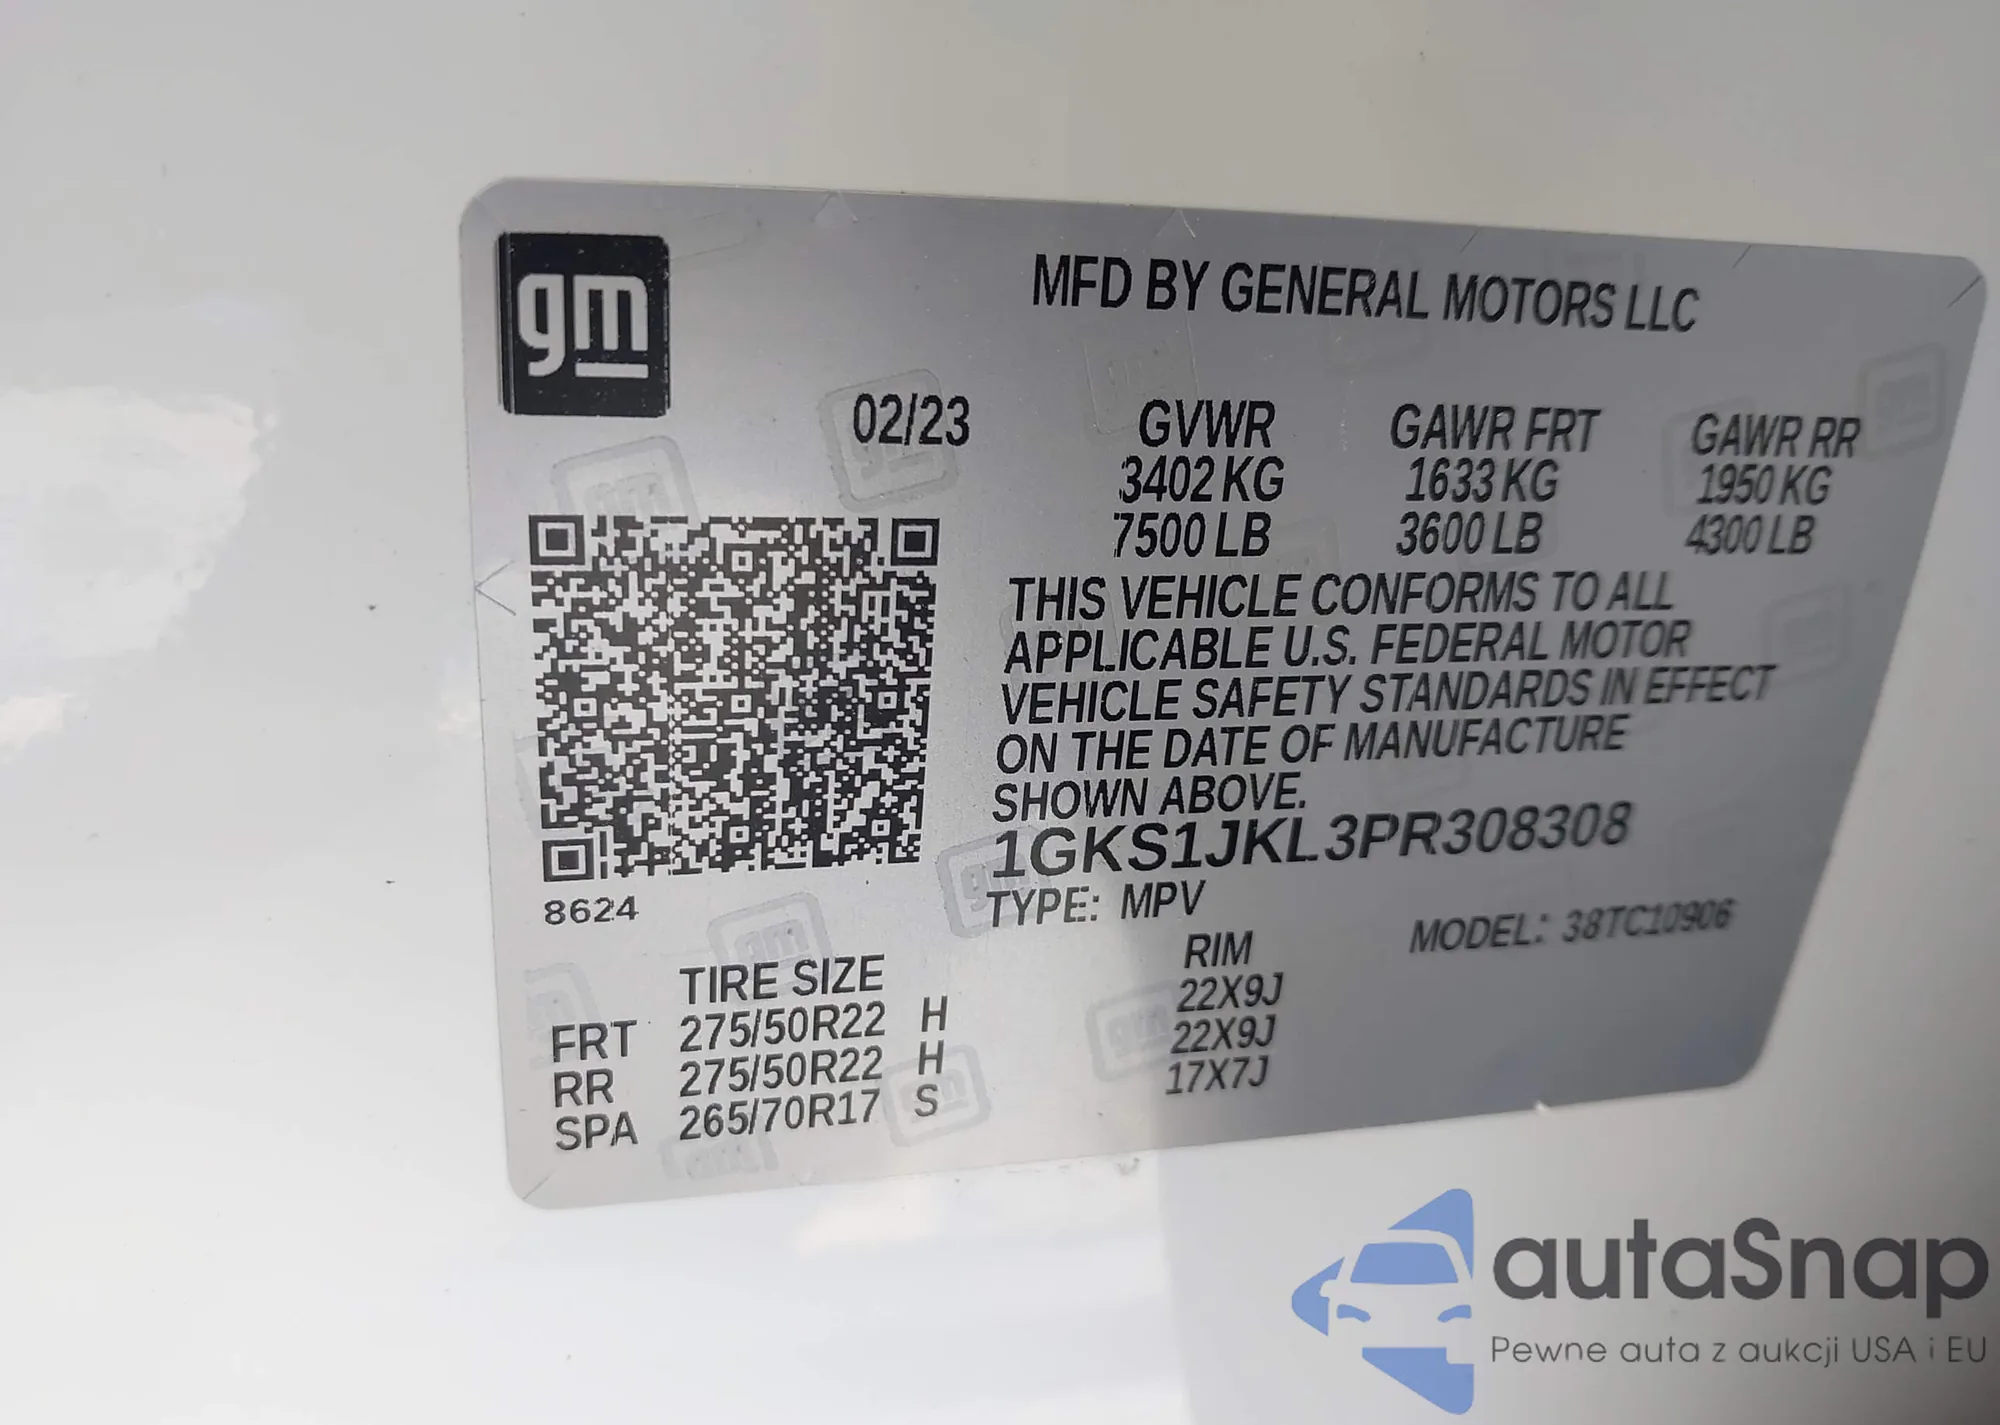 gm
MFD BY GENERAL MOTORS LLC
02/23 GVWR GAWR FRT GAWR RR
3402 KG 1633 KG 1950 KG
7500 LB 3600 LB 4300 LB
THIS VEHICLE CONFORMS TO ALL
APPLICABLE U.S. FEDERAL MOTOR
VEHICLE SAFETY STANDARDS IN EFFECT
ON THE DATE OF MANUFACTURE
SHOWN ABOVE.
1GKS1JKL3PR308308
8624
TYPE: MPV MODEL: 38TC10906
TIRE SIZE RIM
FRT 275/50R22 H 22X9J
RR 275/50R22 H 22X9J
SPA 265/70R17 S 17X7J
autaSnap
Pewne auta z aukcji USA i EU